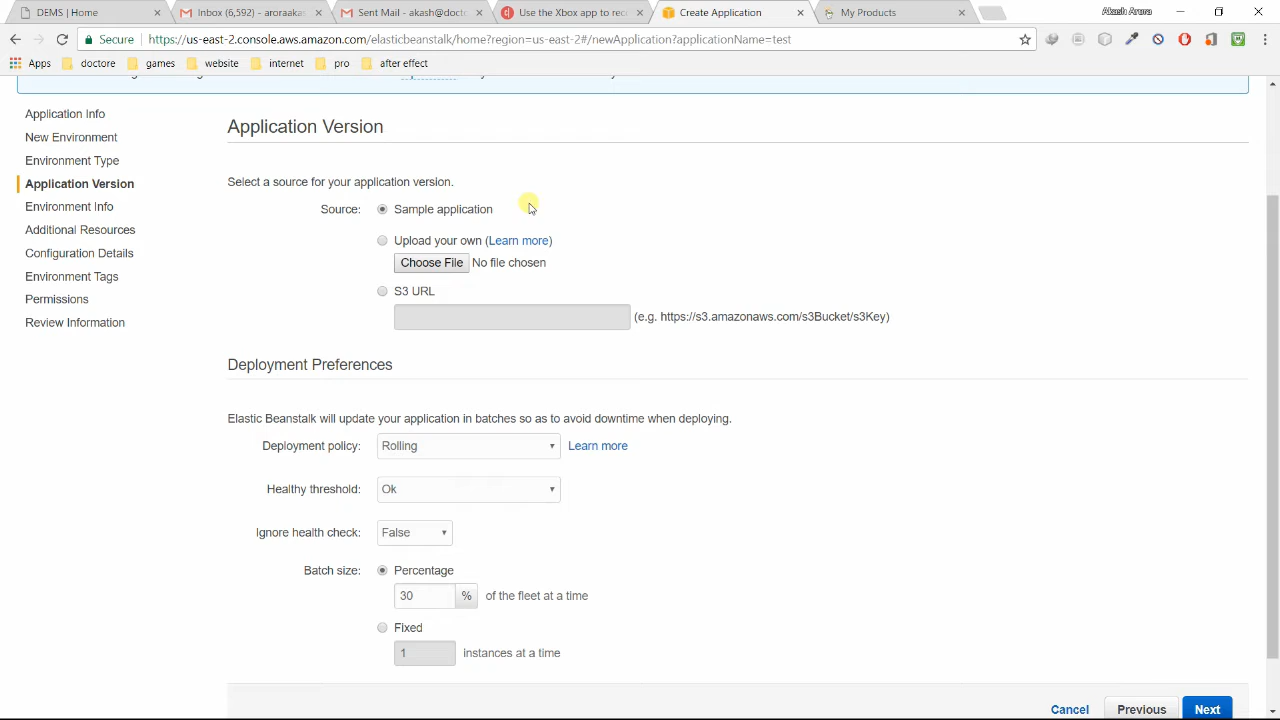 DEMS | Home
Inbox (6,592) - aroraakas
Sent Mail - akash@docto
Use the Xbox app to rec
Create Application
My Products
Akash Arora
Secure
https://us-east-2.console.aws.amazon.com/elasticbeanstalk/home?region=us-east-2#/newApplication?applicationName=test
Apps
doctore
games
website
internet
pro
after effect
Application Info
New Environment
Environment Type
Application Version
Environment Info
Additional Resources
Configuration Details
Environment Tags
Permissions
Review Information
Application Version
Select a source for your application version.
Source: Sample application
Upload your own (Learn more)
Choose File No file chosen
S3 URL
(e.g. https://s3.amazonaws.com/s3Bucket/s3Key)
Deployment Preferences
Elastic Beanstalk will update your application in batches so as to avoid downtime when deploying.
Deployment policy: Rolling Learn more
Healthy threshold: Ok
Ignore health check: False
Batch size: Percentage
30 % of the fleet at a time
Fixed
1 instances at a time
Cancel Previous Next